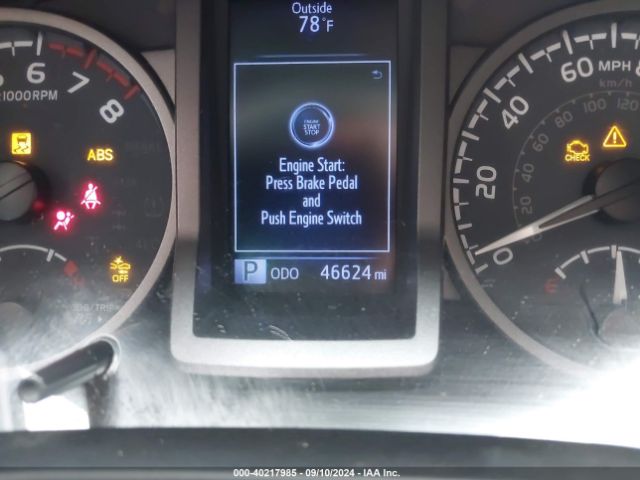 Outside
78°F
ENGINE
START
STOP
Engine Start:
Press Brake Pedal
and
Push Engine Switch
P ODO 46624 mi
6 7 8
1000RPM
ABS
OFF
0 20 40 60 MPH
km/h
100 120
CHECK
000-40217985 - 09/10/2024 - IAA Inc.